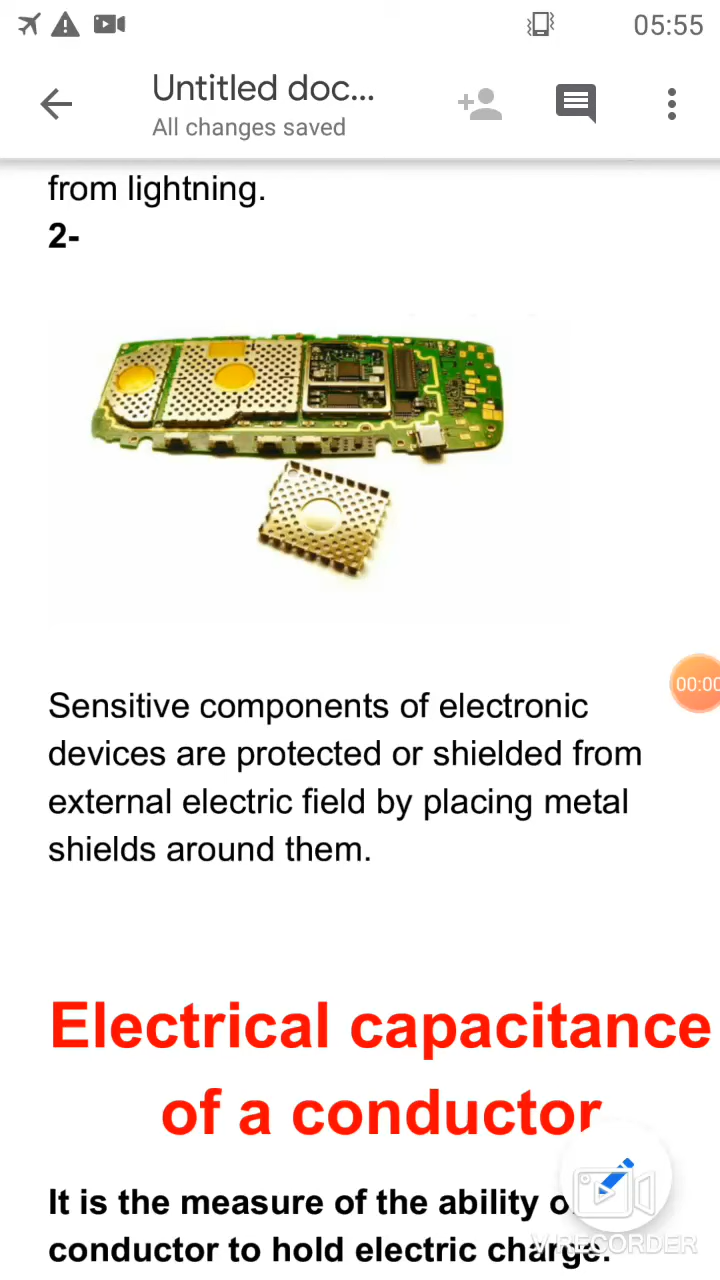 05:55
Untitled doc...
All changes saved
from lightning.
2-
00:00
Sensitive components of electronic
devices are protected or shielded from
external electric field by placing metal
shields around them.
Electrical capacitance
of a conductor
It is the measure of the ability
conductor to hold electric charge.
V RECORDER